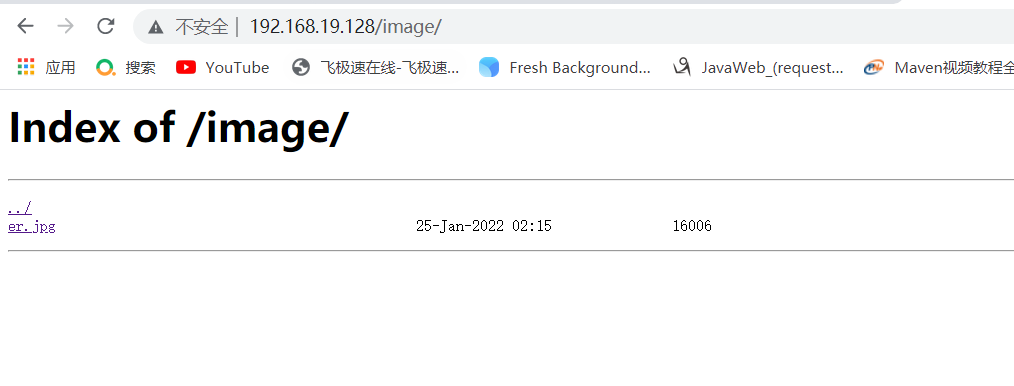 不安全 | 192.168.19.128/image/
应用 搜索 YouTube 飞极速在线-飞极速... Fresh Background... JavaWeb_(request... Maven视频教程全
Index of /image/
../
er.jpg 25-Jan-2022 02:15 16006